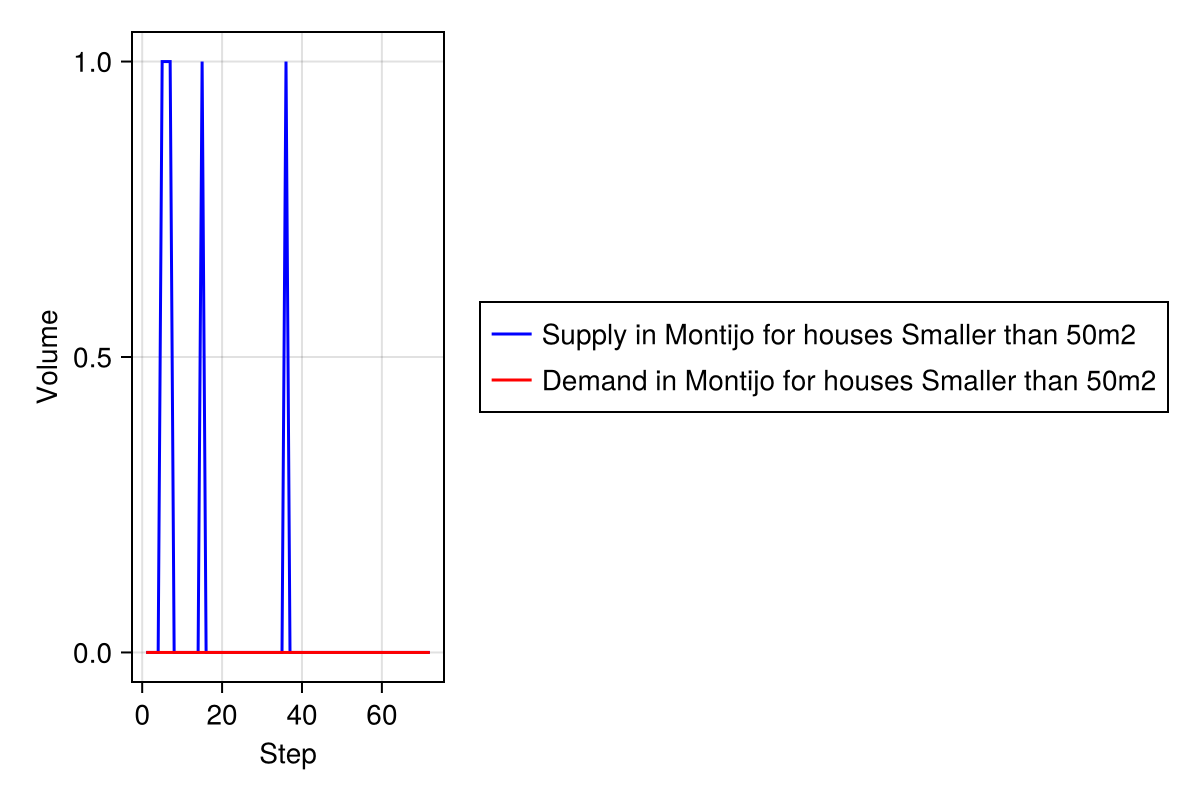 1.0
0.5
0.0
Volume
0 20 40 60
Step
Supply in Montijo for houses Smaller than 50m2
Demand in Montijo for houses Smaller than 50m2